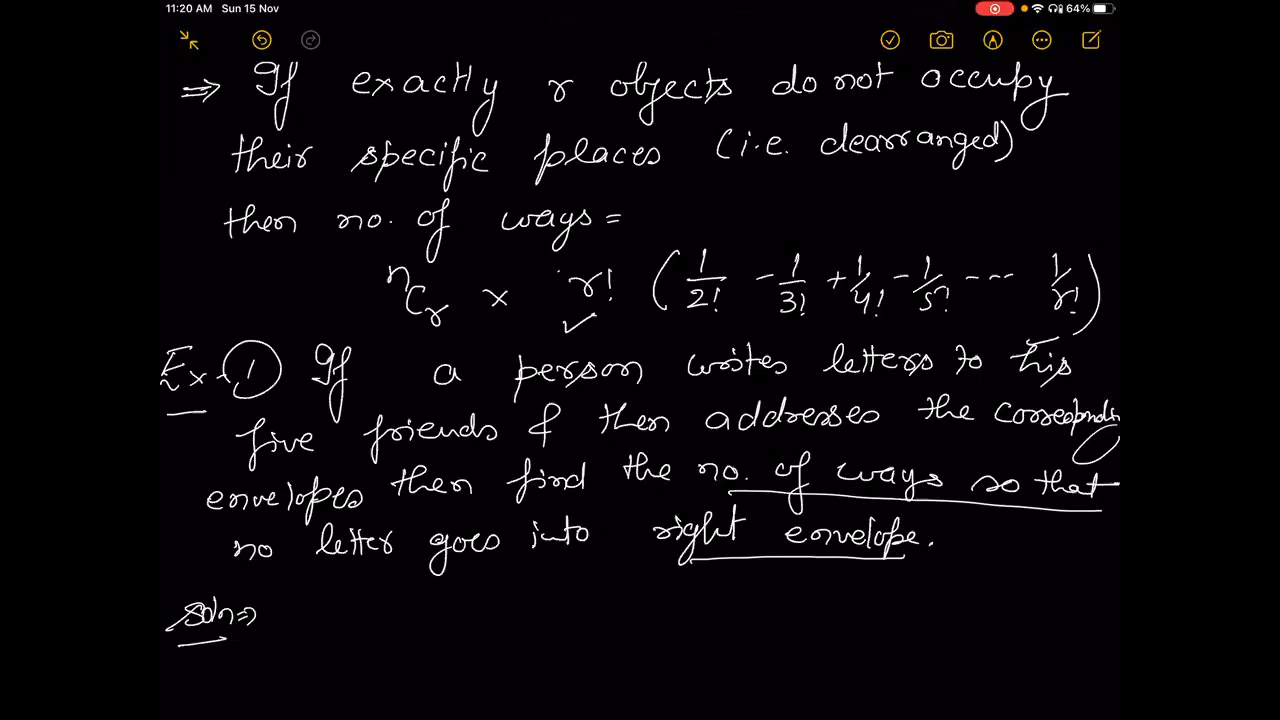 11:20 AM Sun 15 Nov 64%
⇒ If exactly r objects do not occupy
their specific places (i.e. dearranged)
then no. of ways =
ⁿCᵣ × r! (1/2! - 1/3! + 1/4! - 1/5! ---- 1/r!)
Ex-① If a person writes letters to his
five friends & then addresses the
envelopes then find the no. of ways so that
no letter goes into right envelope.
Soln ⇒